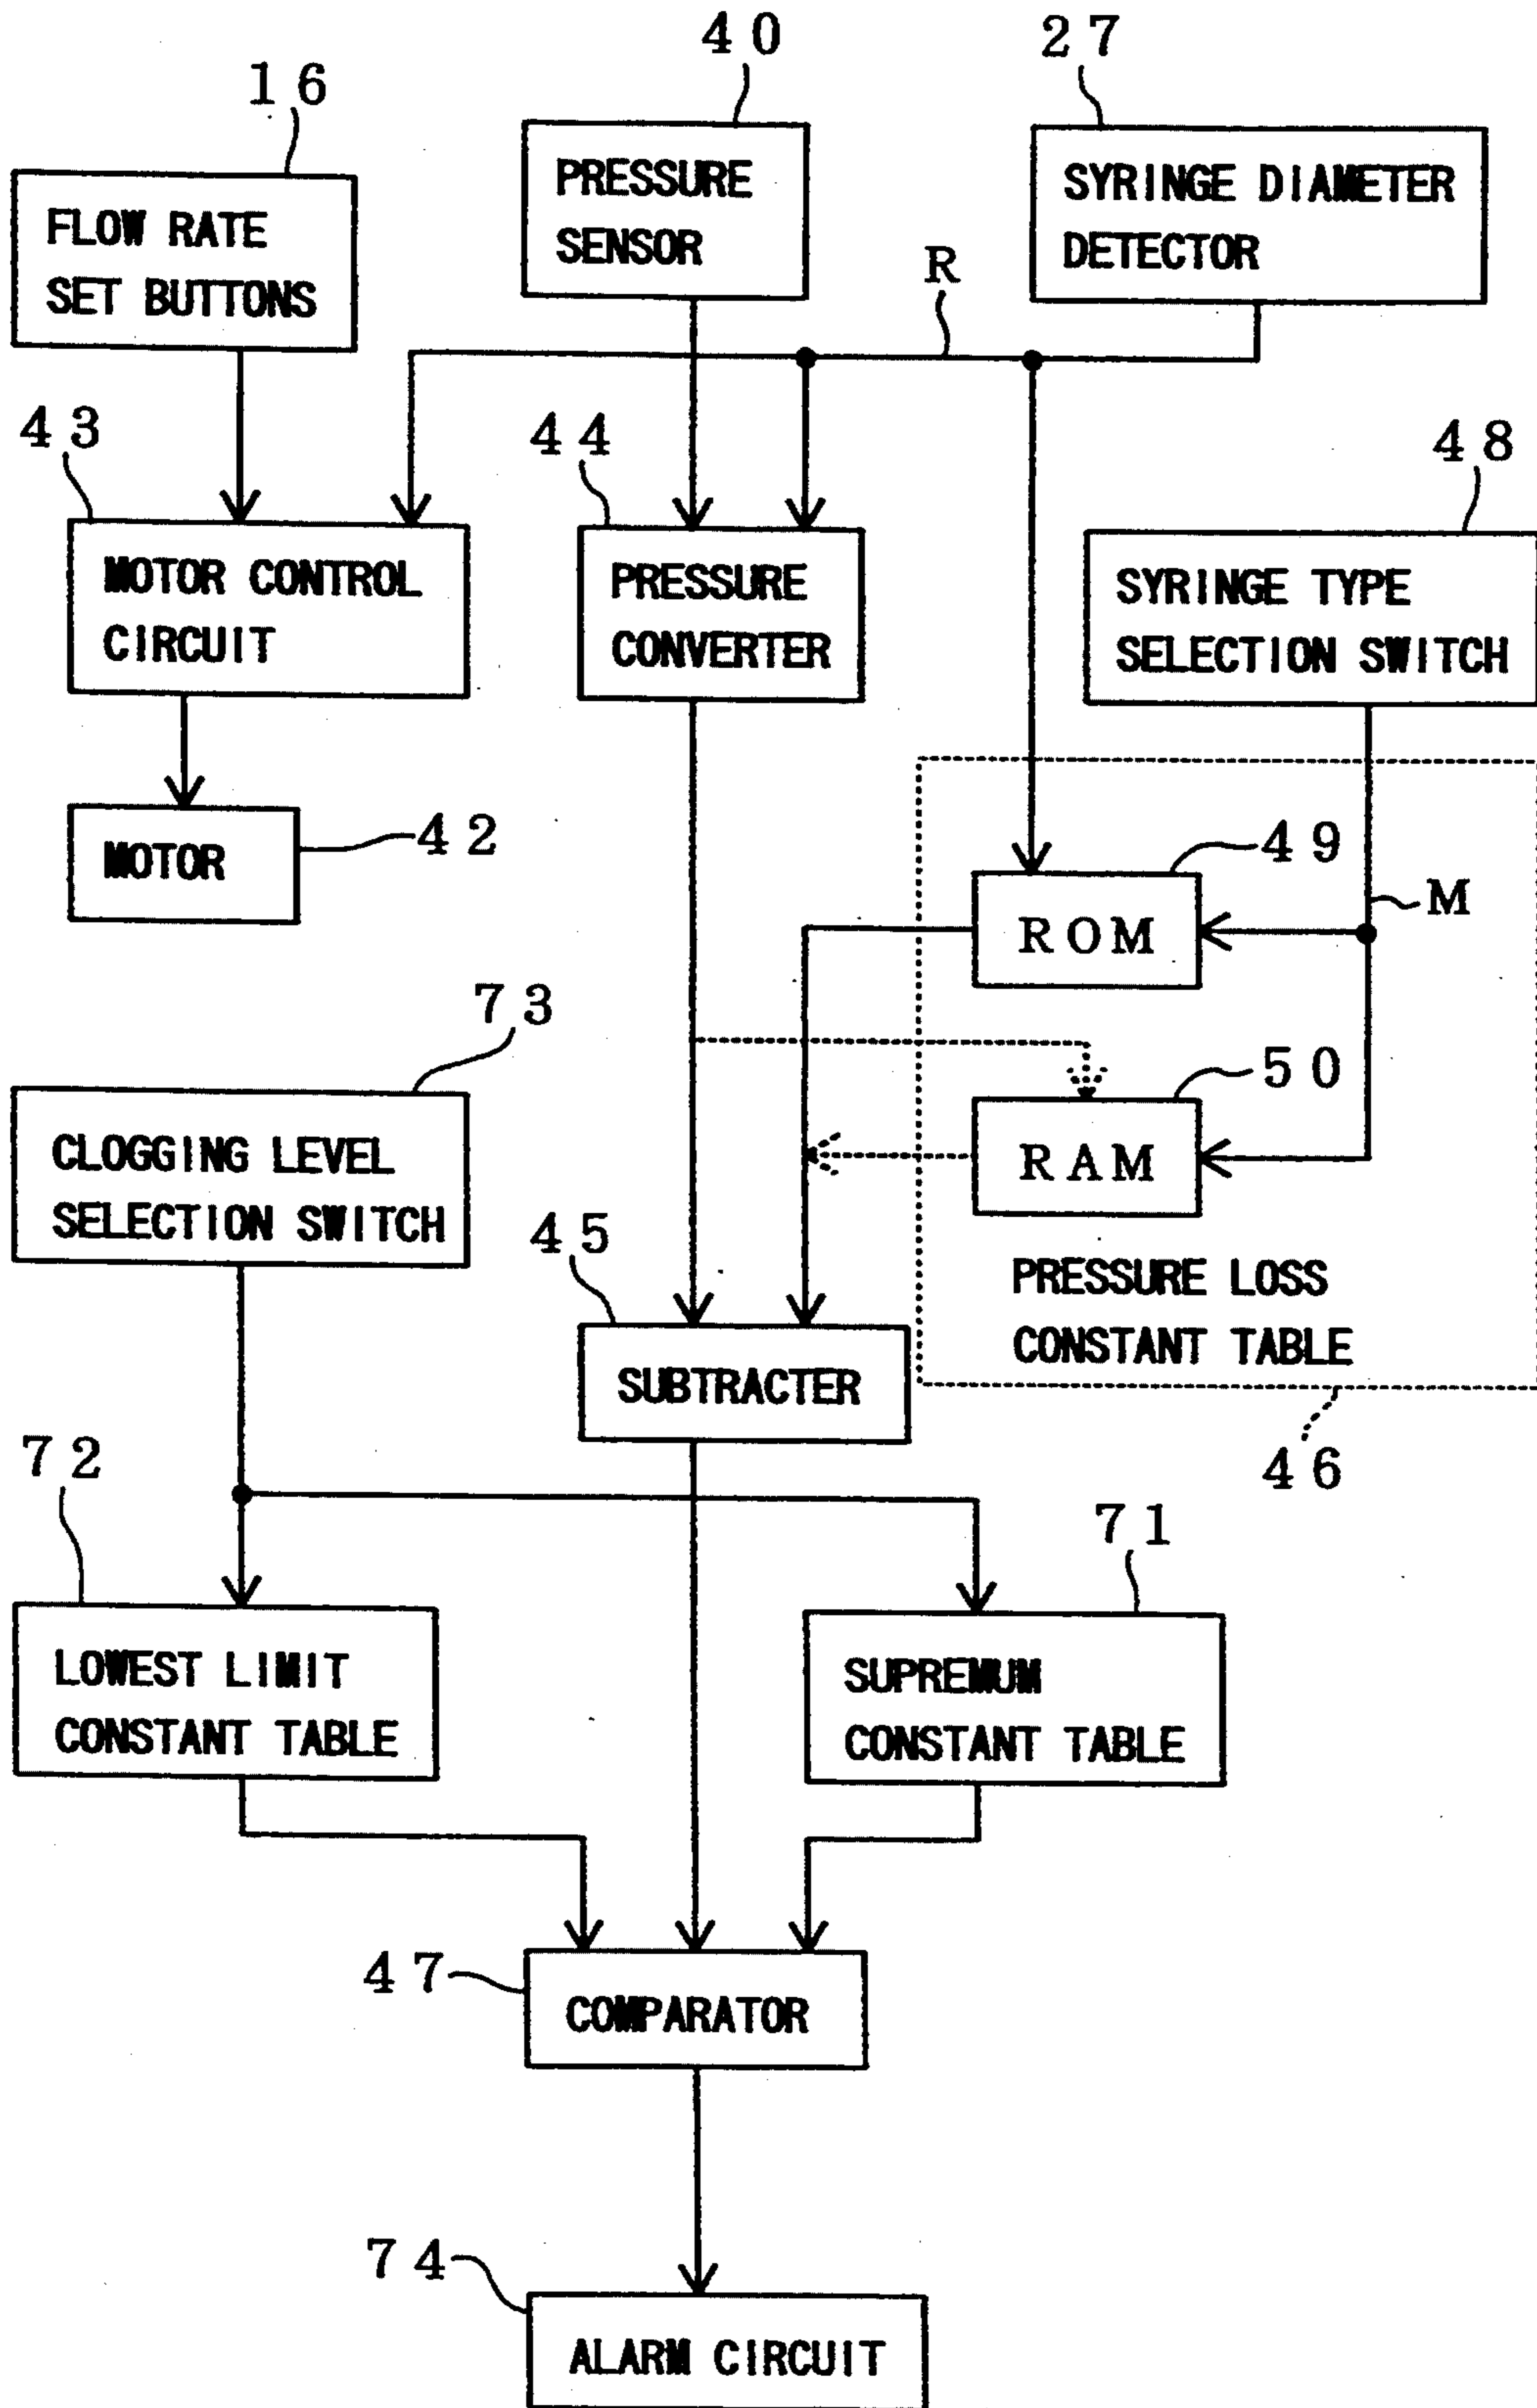 40
27
16
PRESSURE
SENSOR
SYRINGE DIAMETER
DETECTOR
FLOW RATE
SET BUTTONS
R
43
44
48
MOTOR CONTROL
CIRCUIT
PRESSURE
CONVERTER
SYRINGE TYPE
SELECTION SWITCH
MOTOR
42
49
M
ROM
73
50
CLOGGING LEVEL
SELECTION SWITCH
RAM
45
PRESSURE LOSS
CONSTANT TABLE
SUBTRACTER
46
72
71
LOWEST LIMIT
CONSTANT TABLE
SUPREMUM
CONSTANT TABLE
47
COMPARATOR
74
ALARM CIRCUIT